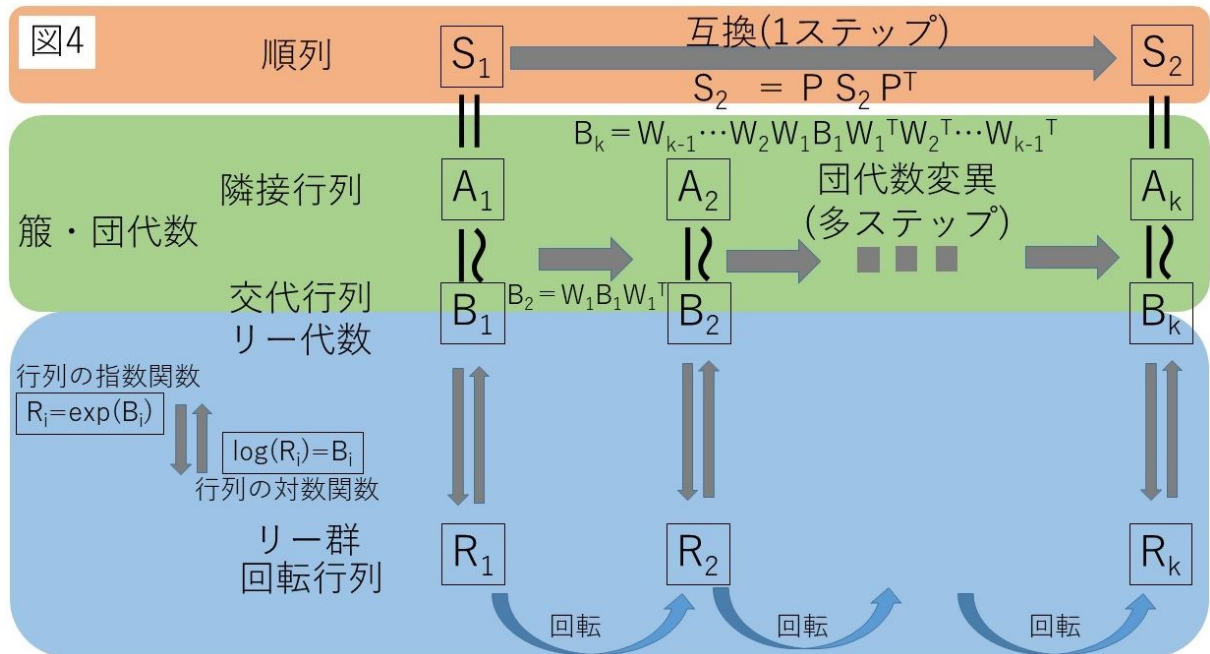 図4
順列
S₁
互換(1ステップ)
S₂ = P S₂ Pᵀ
S₂
Bₖ = Wₖ₋₁⋯W₂W₁B₁W₁ᵀW₂ᵀ⋯Wₖ₋₁ᵀ
隣接行列
A₁
A₂
団代数変異
(多ステップ)
Aₖ
箙・団代数
交代行列
リー代数
B₁
B₂=W₁B₁W₁ᵀ
B₂
Bₖ
行列の指数関数
Rᵢ=exp(Bᵢ)
log(Rᵢ)=Bᵢ
行列の対数関数
リー群
回転行列
R₁
R₂
Rₖ
回転
回転
回転